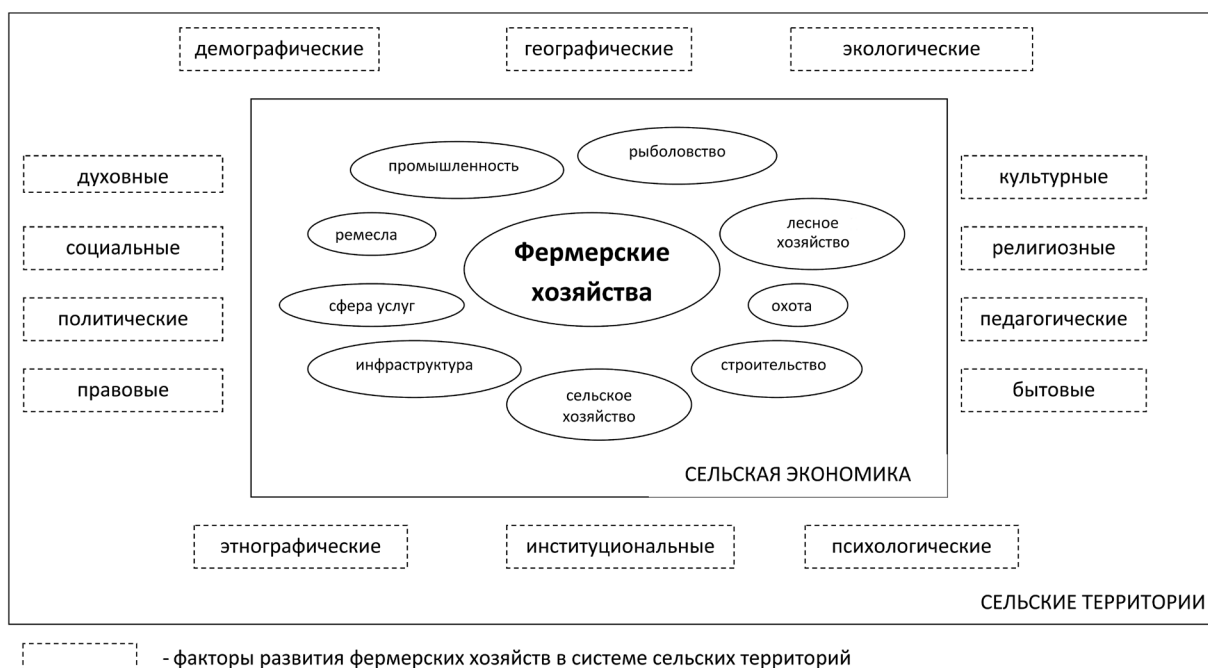 демографические
географические
экологические
духовные
социальные
политические
правовые
промышленность
рыболовство
ремесла
лесное
хозяйство
Фермерские
хозяйства
сфера услуг
охота
инфраструктура
строительство
сельское
хозяйство
СЕЛЬСКАЯ ЭКОНОМИКА
культурные
религиозные
педагогические
бытовые
этнографические
институциональные
психологические
СЕЛЬСКИЕ ТЕРРИТОРИИ
- факторы развития фермерских хозяйств в системе сельских территорий